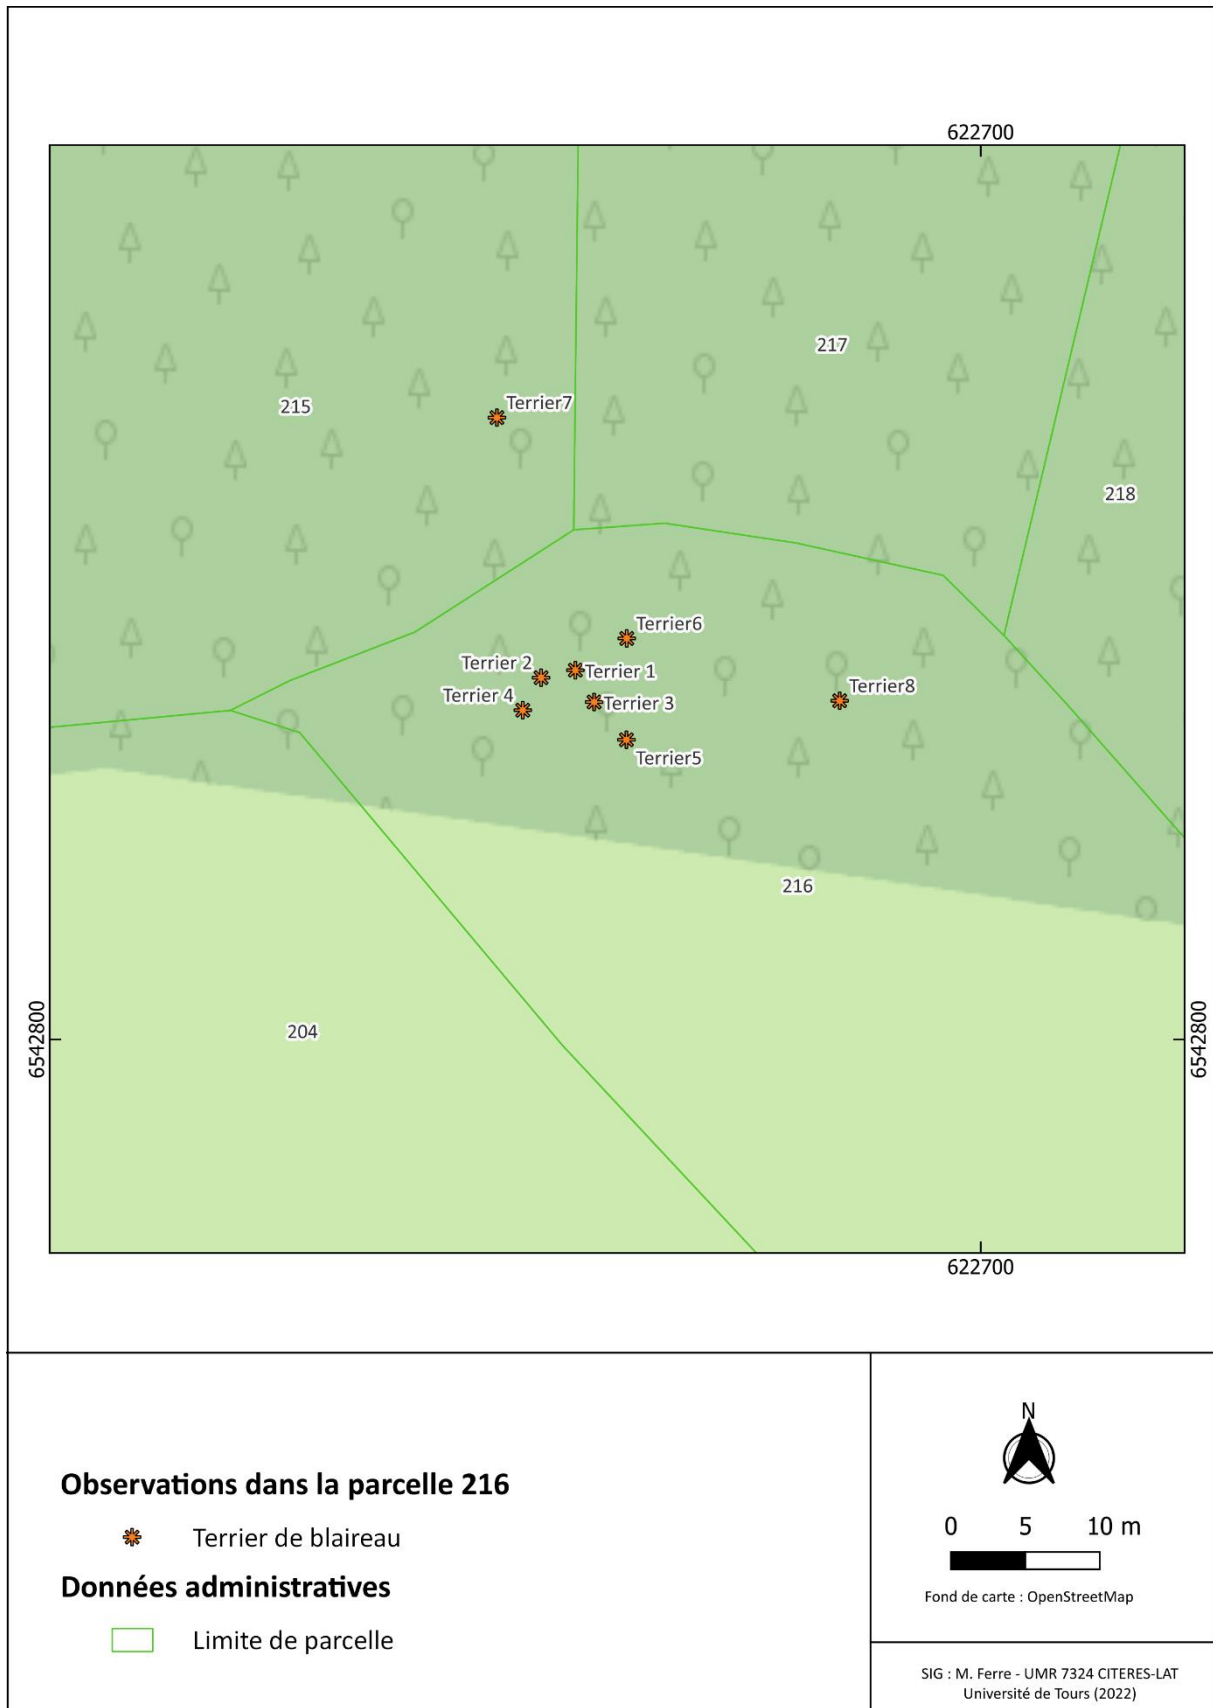 622700
217
Terrier7
215
218
Terrier6
Terrier 2
Terrier 1
Terrier8
Terrier 4
Terrier 3
Terrier5
216
6542800
6542800
204
622700
Observations dans la parcelle 216
Terrier de blaireau
Données administratives
Limite de parcelle
N
0 5 10 m
Fond de carte : OpenStreetMap
SIG : M. Ferre - UMR 7324 CITERES-LAT
Université de Tours (2022)